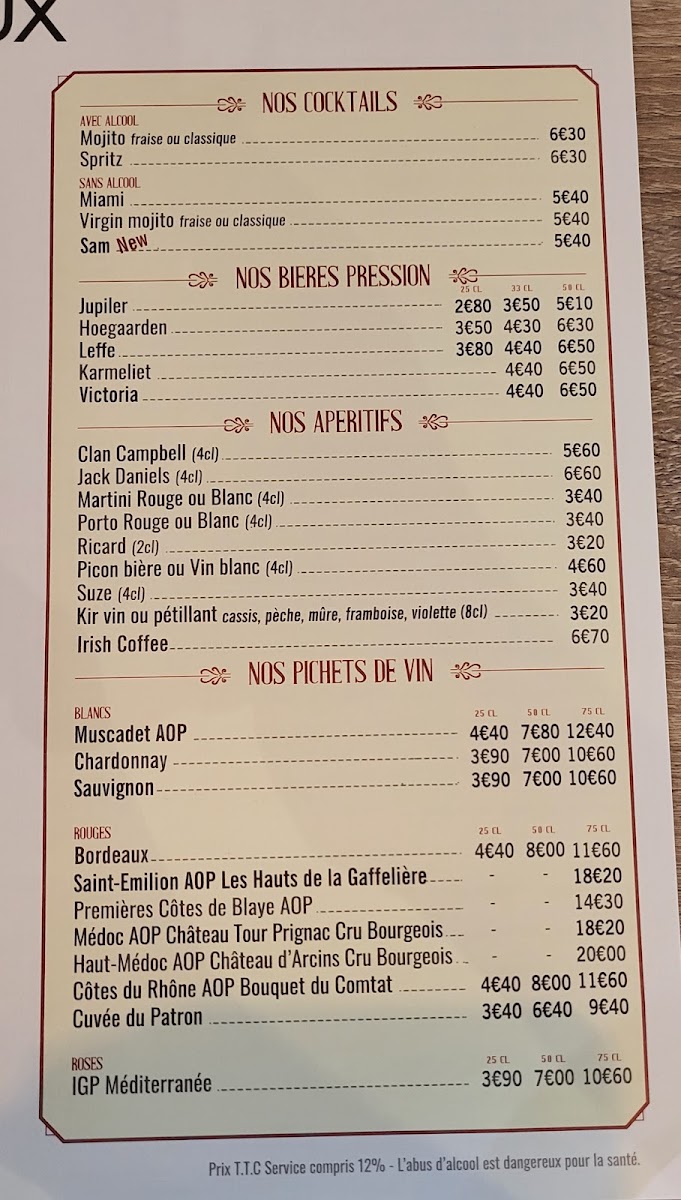 UX
NOS COCKTAILS
AVEC ALCOOL
Mojito fraise ou classique 6€30
Spritz 6€30
SANS ALCOOL
Miami 5€40
Virgin mojito fraise ou classique 5€40
Sam New 5€40
NOS BIERES PRESSION
25 CL 33 CL 50 CL
Jupiler 2€80 3€50 5€10
Hoegaarden 3€50 4€30 6€30
Leffe 3€80 4€40 6€50
Karmeliet 4€40 6€50
Victoria 4€40 6€50
NOS APERITIFS
Clan Campbell (4cl) 5€60
Jack Daniels (4cl) 6€60
Martini Rouge ou Blanc (4cl) 3€40
Porto Rouge ou Blanc (4cl) 3€40
Ricard (2cl) 3€20
Picon bière ou Vin blanc (4cl) 4€60
Suze (4cl) 3€40
Kir vin ou pétillant cassis, pèche, mûre, framboise, violette (8cl) 3€20
Irish Coffee 6€70
NOS PICHETS DE VIN
BLANCS 25 CL 50 CL 75 CL
Muscadet AOP 4€40 7€80 12€40
Chardonnay 3€90 7€00 10€60
Sauvignon 3€90 7€00 10€60
ROUGES 25 CL 50 CL 75 CL
Bordeaux 4€40 8€00 11€60
Saint-Emilion AOP Les Hauts de la Gaffelière - - 18€20
Premières Côtes de Blaye AOP - - 14€30
Médoc AOP Château Tour Prignac Cru Bourgeois - - 18€20
Haut-Médoc AOP Château d'Arcins Cru Bourgeois - - 20€00
Côtes du Rhône AOP Bouquet du Comtat 4€40 8€00 11€60
Cuvée du Patron 3€40 6€40 9€40
ROSES 25 CL 50 CL 75 CL
IGP Méditerranée 3€90 7€00 10€60
Prix T.T.C Service compris 12% - L'abus d'alcool est dangereux pour la santé.